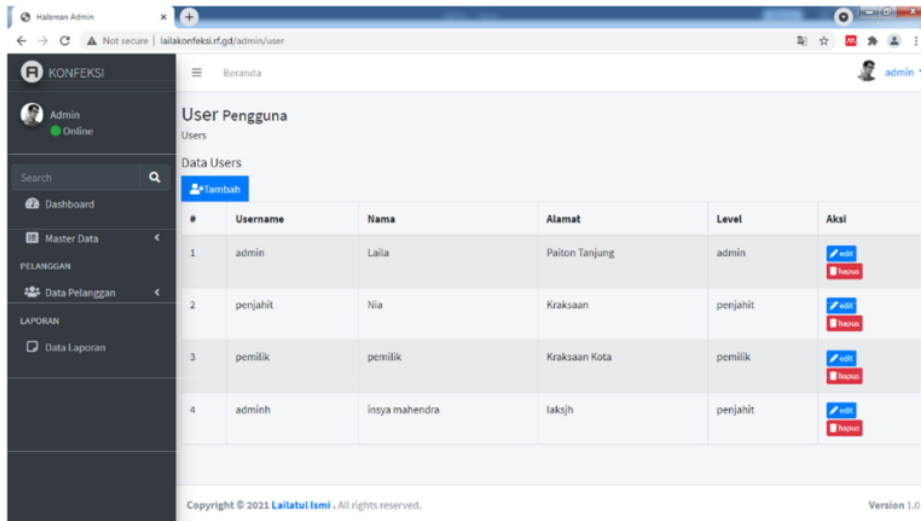 Halaman Admin
Not secure | lailakonfeksi.rf.gd/admin/user
KONFEKSI
Beranda
admin
Admin
Online
Search
Dashboard
Master Data
PELANGGAN
Data Pelanggan
LAPORAN
Data Laporan
User Pengguna
Users
Data Users
Tambah
# Username Nama Alamat Level Aksi
1 admin Laila Paiton Tanjung admin edit
hapus
2 penjahit Nia Kraksaan penjahit edit
hapus
3 pemilik pemilik Kraksaan Kota pemilik edit
hapus
4 adminh insya mahendra laksjh penjahit edit
hapus
Copyright © 2021 Lailatul Ismi . All rights reserved.
Version 1.0